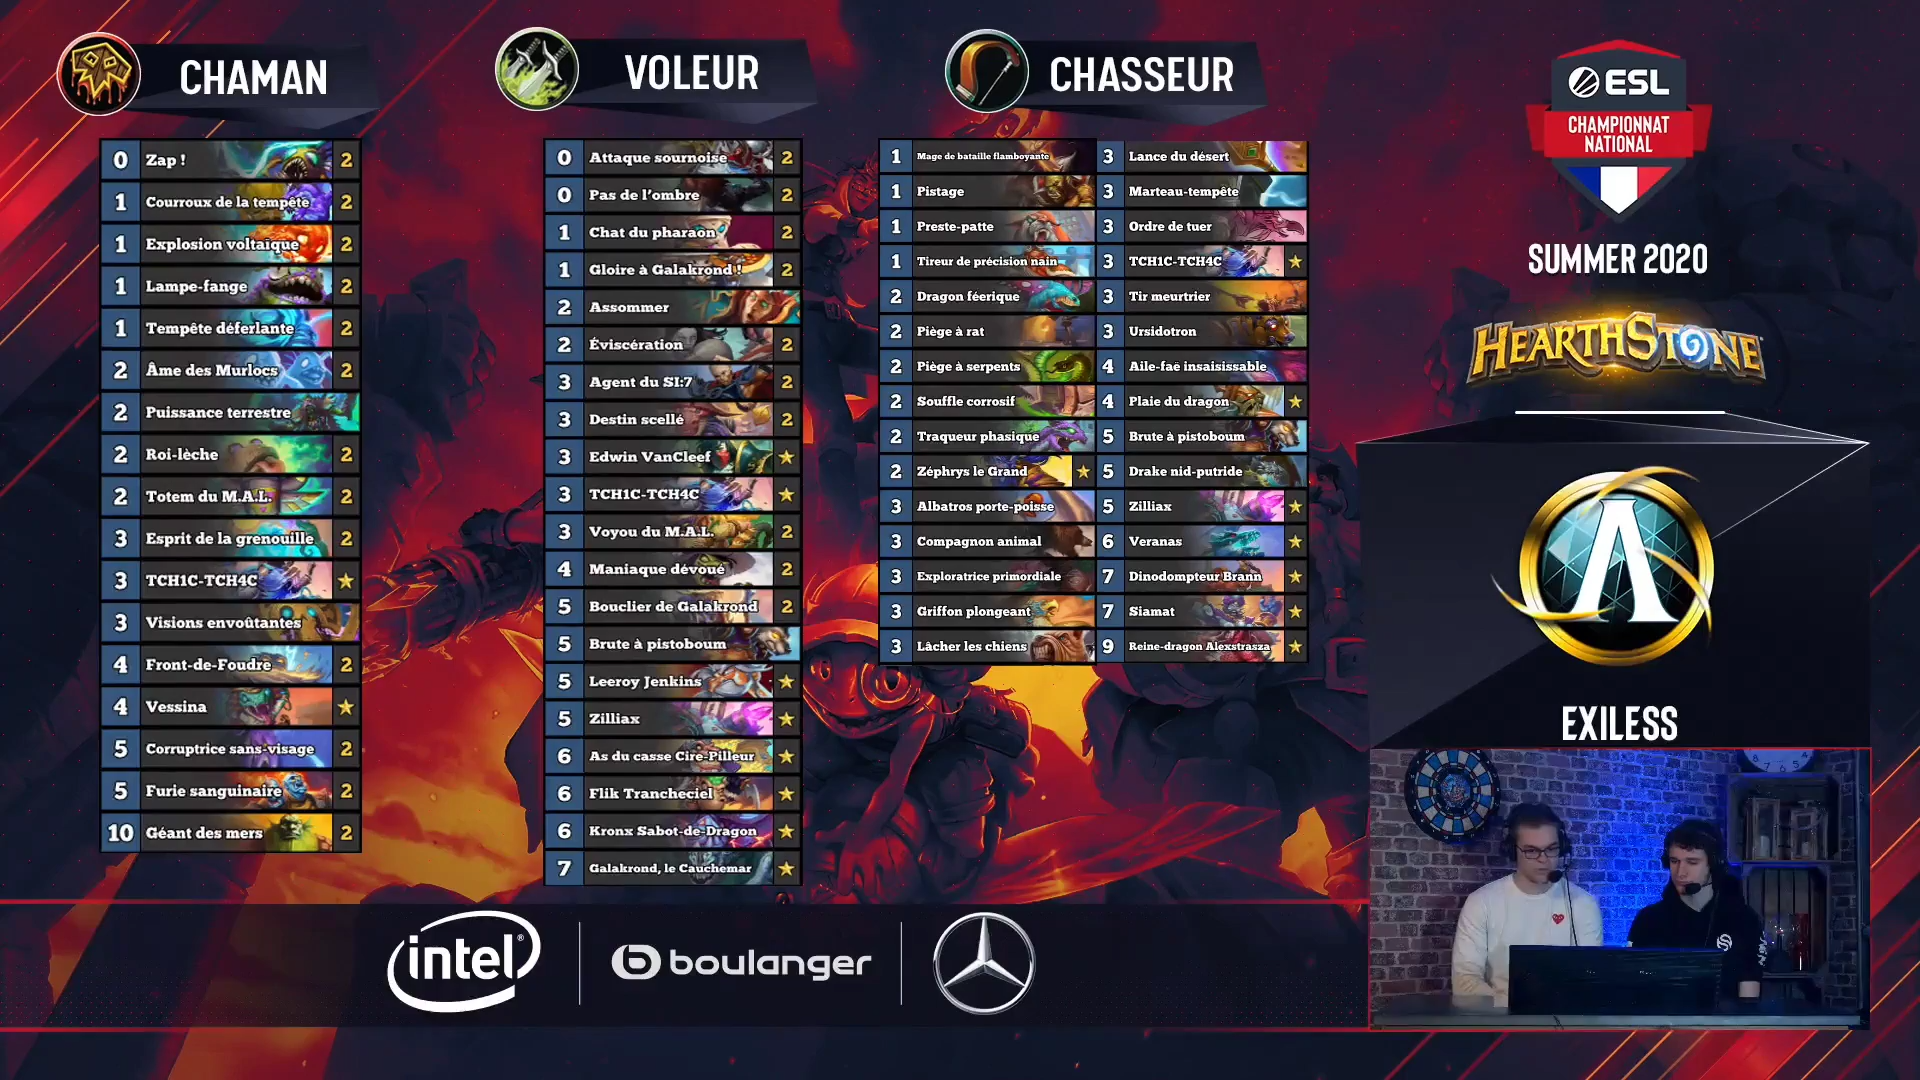 CHAMAN
0 Zap ! 2
1 Courroux de la tempête 2
1 Explosion voltaïque 2
1 Lampe-fange 2
1 Tempête déferlante 2
2 Âme des Murlocs 2
2 Puissance terrestre
2 Roi-lèche 2
2 Totem du M.A.L. 2
3 Esprit de la grenouille 2
3 TCH1C-TCH4C ★
3 Visions envoûtantes
4 Front-de-Foudre 2
4 Vessina ★
5 Corruptrice sans-visage 2
5 Furie sanguinaire 2
10 Géant des mers 2
VOLEUR
0 Attaque sournoise 2
0 Pas de l'ombre 2
1 Chat du pharaon 2
1 Gloire à Galakrond ! 2
2 Assommer
2 Éviscération 2
3 Agent du SI:7 2
3 Destin scellé 2
3 Edwin VanCleef ★
3 TCH1C-TCH4C ★
3 Voyou du M.A.L. 2
4 Maniaque dévoué 2
5 Bouclier de Galakrond 2
5 Brute à pistoboum
5 Leeroy Jenkins ★
5 Zilliax ★
6 As du casse Cire-Pilleur ★
6 Flik Trancheciel ★
6 Kronx Sabot-de-Dragon ★
7 Galakrond, le Cauchemar ★
CHASSEUR
1 Mage de bataille flamboyante
1 Pistage
1 Preste-patte
1 Tireur de précision nain
2 Dragon féerique
2 Piège à rat
2 Piège à serpents
2 Souffle corrosif
2 Traqueur phasique
2 Zéphrys le Grand ★
3 Albatros porte-poisse
3 Compagnon animal
3 Exploratrice primordiale
3 Griffon plongeant
3 Lâcher les chiens
3 Lance du désert
3 Marteau-tempête
3 Ordre de tuer
3 TCH1C-TCH4C ★
3 Tir meurtrier
3 Ursidotron
4 Aile-faë insaisissable
4 Plaie du dragon ★
5 Brute à pistoboum
5 Drake nid-putride
5 Zilliax ★
6 Veranas ★
7 Dinodompteur Brann ★
7 Siamat ★
9 Reine-dragon Alexstrasza ★
ESL
CHAMPIONNAT
NATIONAL
SUMMER 2020
HEARTHSTONE
EXILESS
intel®
boulanger